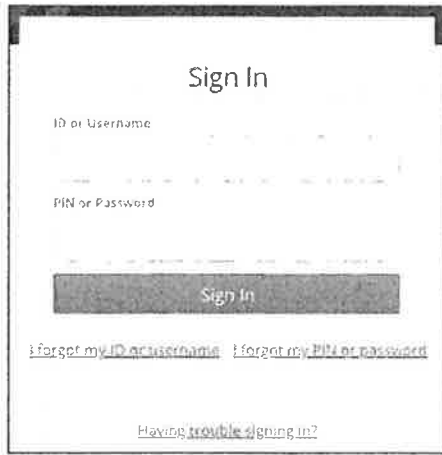 Sign In
ID or Username
PIN or Password
Sign In
I forgot my ID or username I forgot my PIN or password
Having trouble signing in?